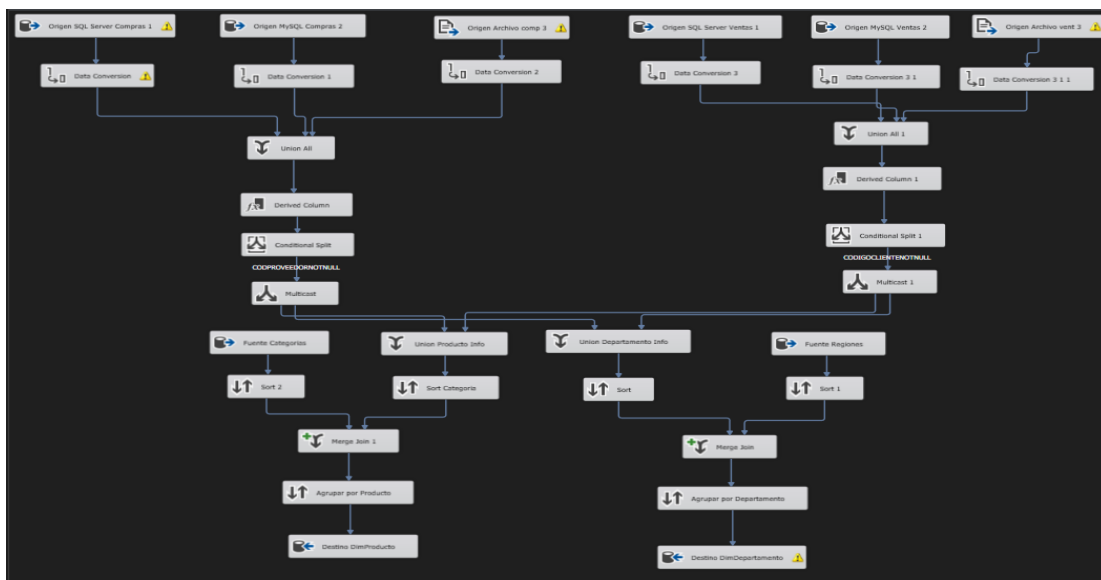 Origen SQL Server Compras 1
Origen MySQL Compras 2
Origen Archivo comp 3
Origen SQL Server Ventas 1
Origen MySQL Ventas 2
Origen Archivo vent 3
Data Conversion
Data Conversion 1
Data Conversion 2
Data Conversion 3
Data Conversion 3 1
Data Conversion 3 1 1
Union All
Union All 1
Derived Column
Derived Column 1
Conditional Split
Conditional Split 1
CODPROVEEDORNOTNULL
CODIGOCLIENTENOTNULL
Multicast
Multicast 1
Fuente Categorias
Union Producto Info
Union Departamento Info
Fuente Regiones
Sort 2
Sort Categoria
Sort
Sort 1
Merge Join 1
Merge Join
Agrupar por Producto
Agrupar por Departamento
Destino DimProducto
Destino DimDepartamento